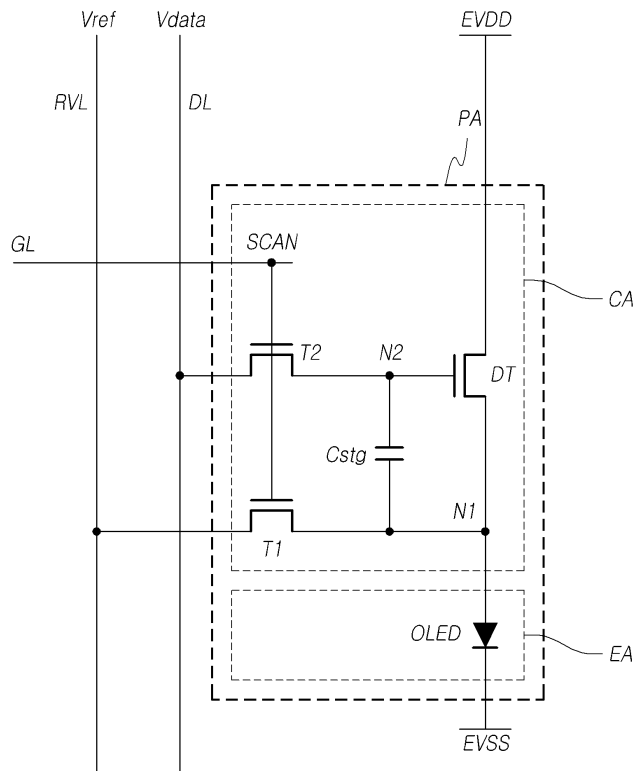 Vref Vdata EVDD
RVL DL PA
GL SCAN
CA
T2 N2 DT
Cstg
T1 N1
OLED EA
EVSS